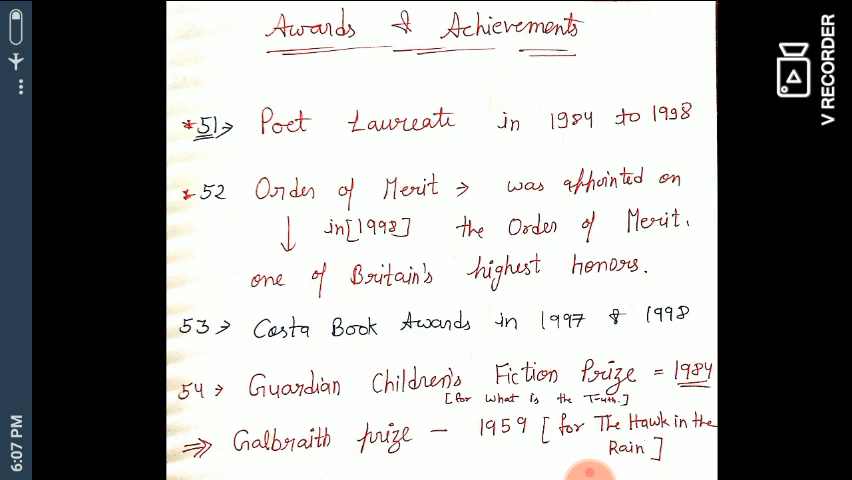 Awards & Achievements
*51) → Poet Laureate in 1984 to 1998
*52 Order of Merit → was appointed on
in [1998] the Order of Merit.
one of Britain's highest honors.
53 → Costa Book Awards in 1997 & 1998
54 → Guardian Children's Fiction Prize = 1984
[for What is the Truth.]
⇒ Galbraith prize - 1959 [for The Hawk in the
Rain]
6:07 PM
V RECORDER